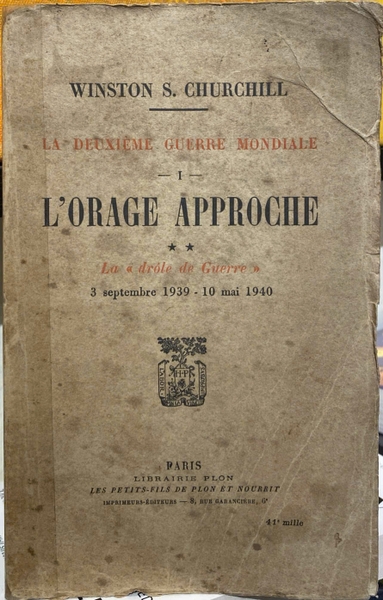 WINSTON S. CHURCHILL
LA DEUXIÈME GUERRE MONDIALE
— I —
L'ORAGE APPROCHE
★ ★
La « drôle de Guerre »
3 septembre 1939 - 10 mai 1940
PARIS
LIBRAIRIE PLON
LES PETITS-FILS DE PLON ET NOURRIT
IMPRIMEURS-ÉDITEURS — 8, RUE GARANCIÈRE, 6e
41e mille